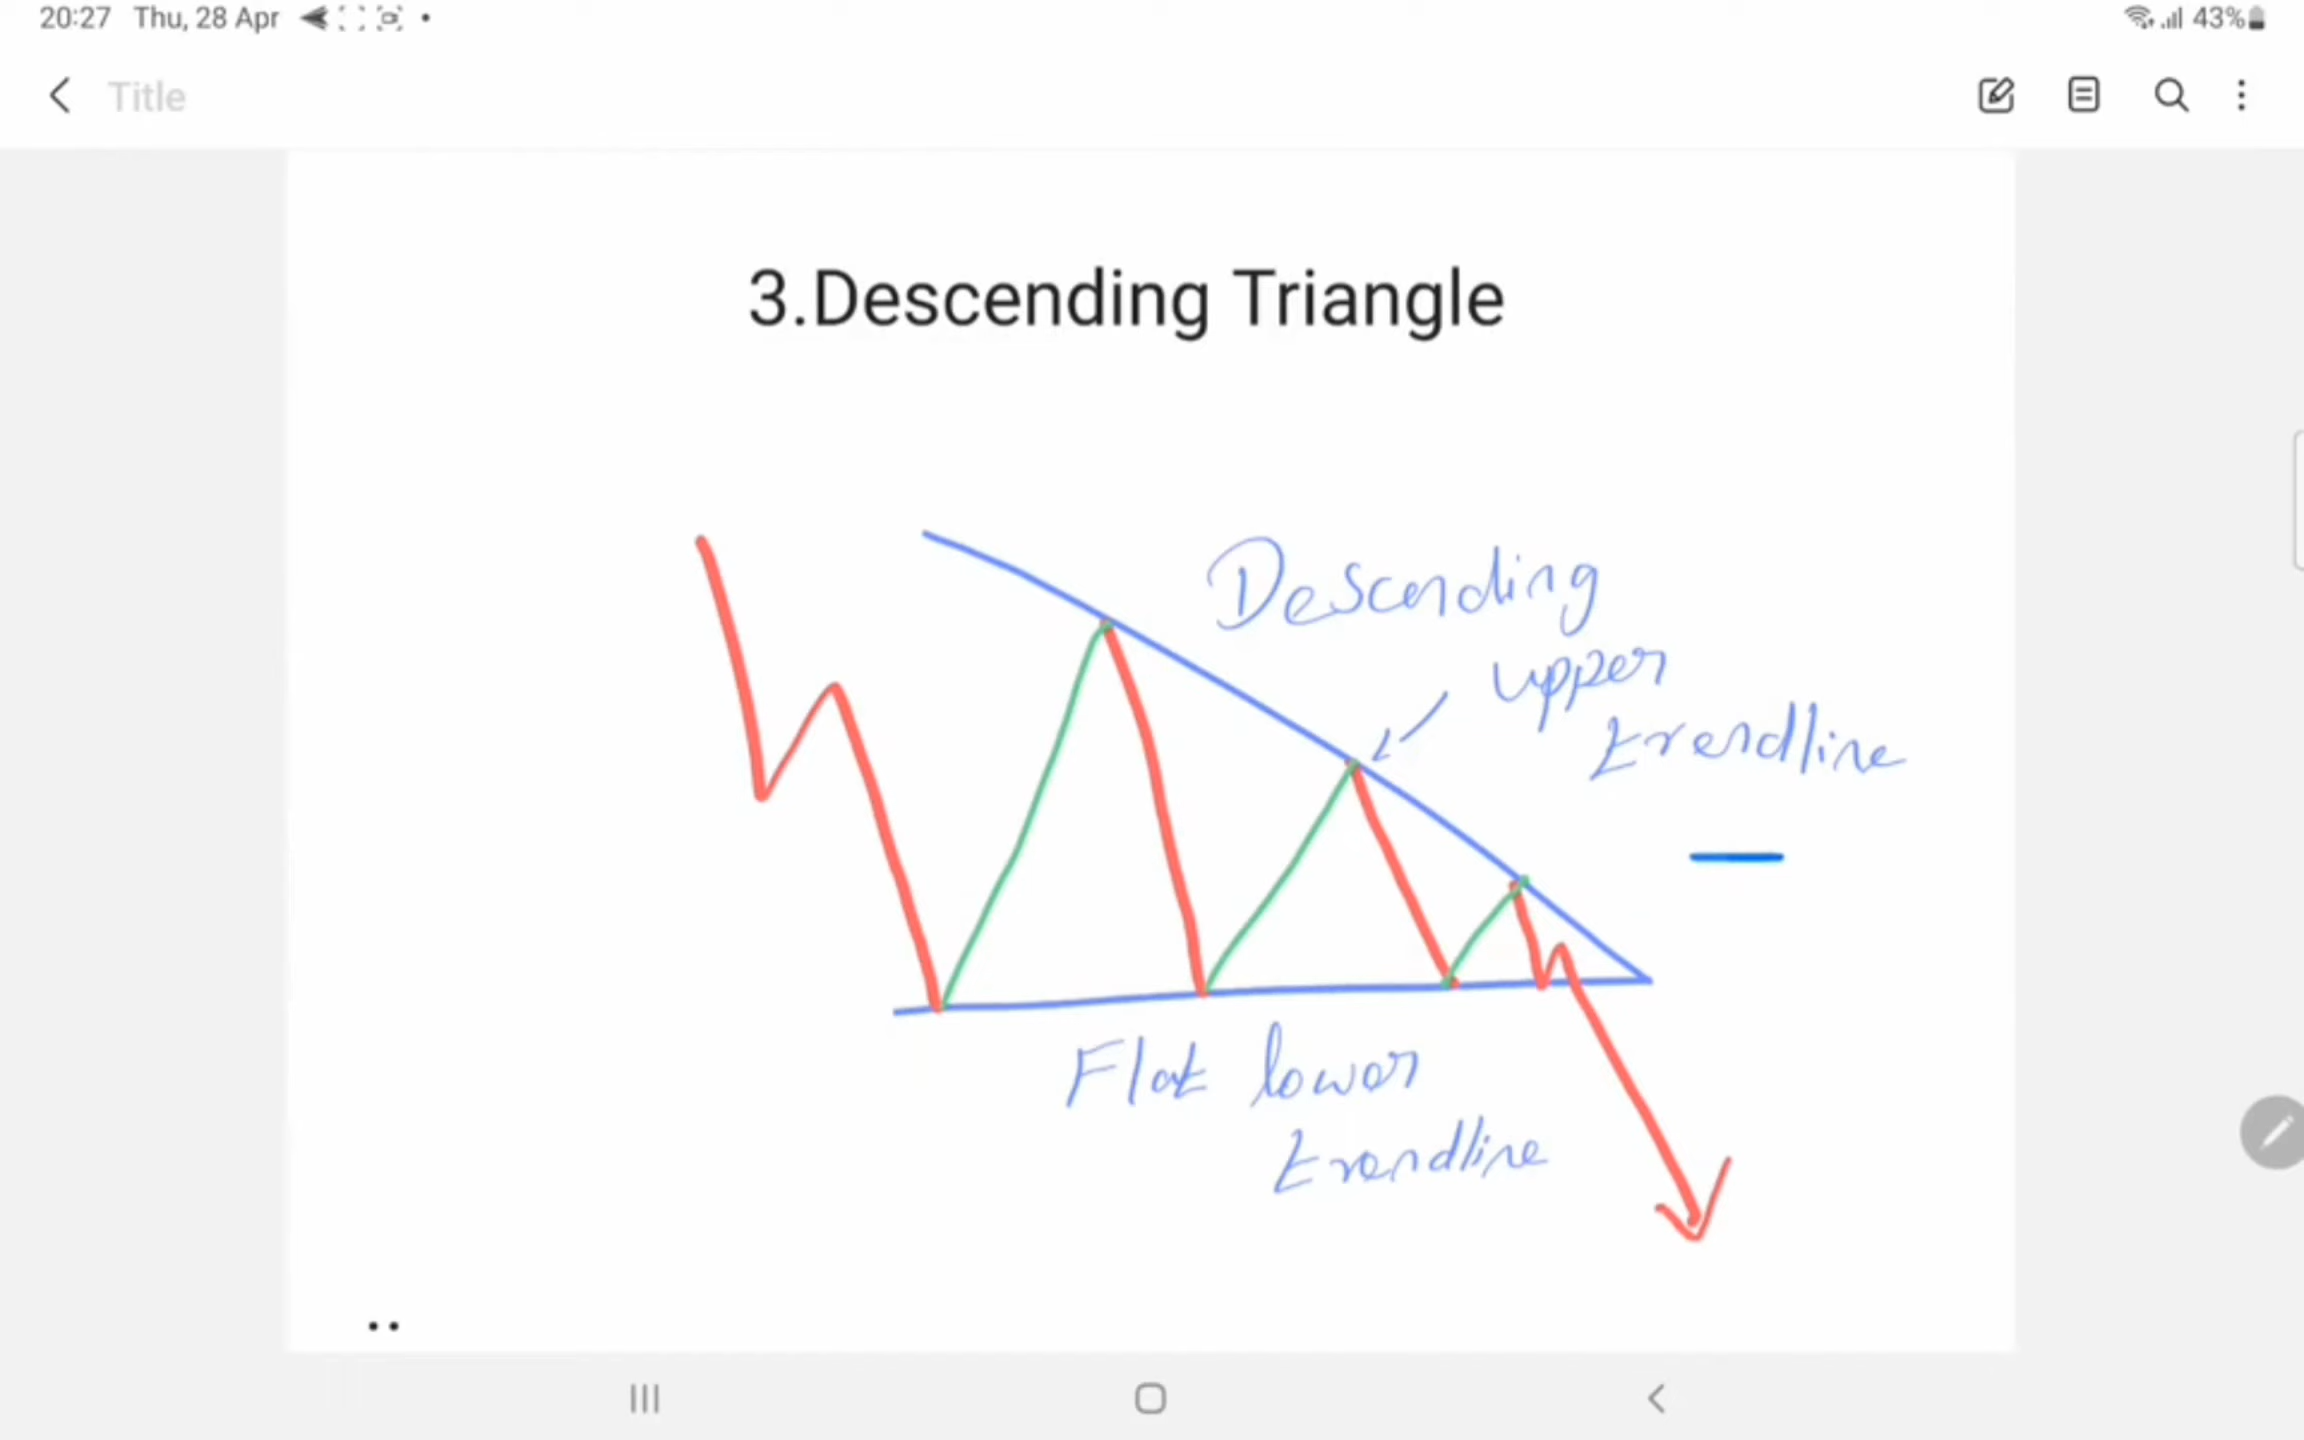 20:27 Thu, 28 Apr
43%
Title
3.Descending Triangle
Descending
upper
trendline
Flat lower
trendline